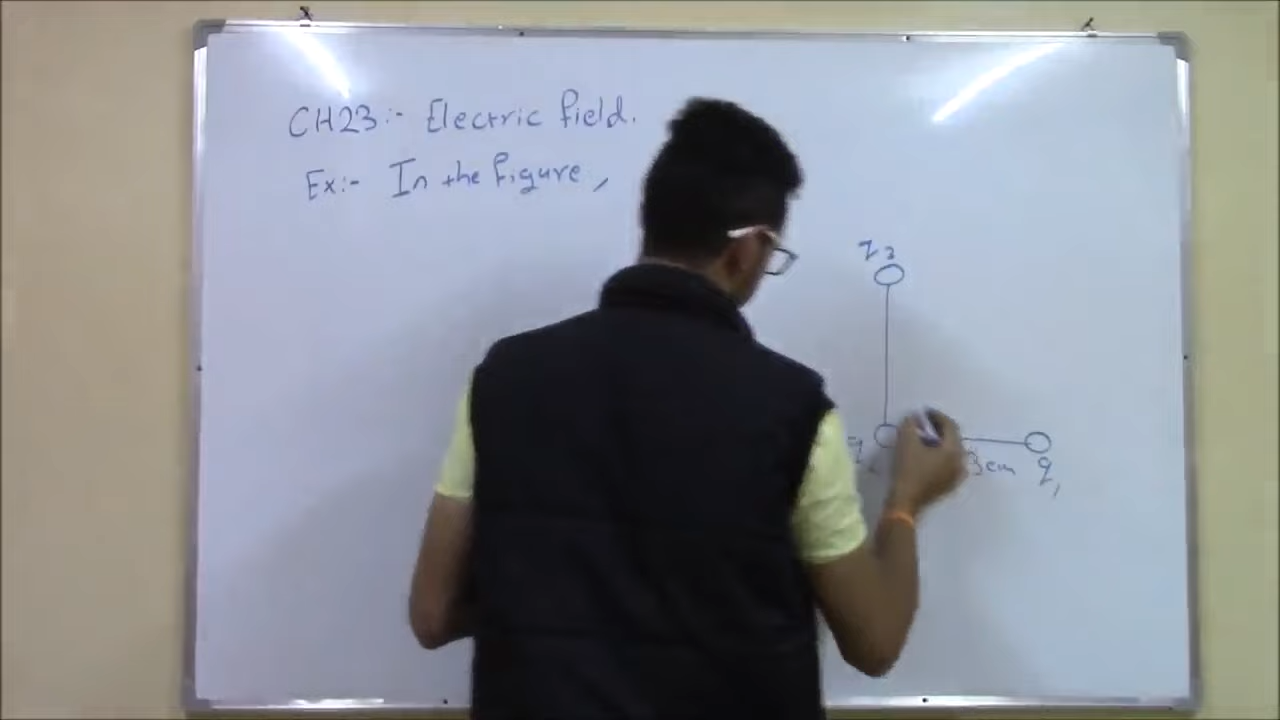 CH23:- Electric field.
Ex:- In the figure,
q3
3cm
q1